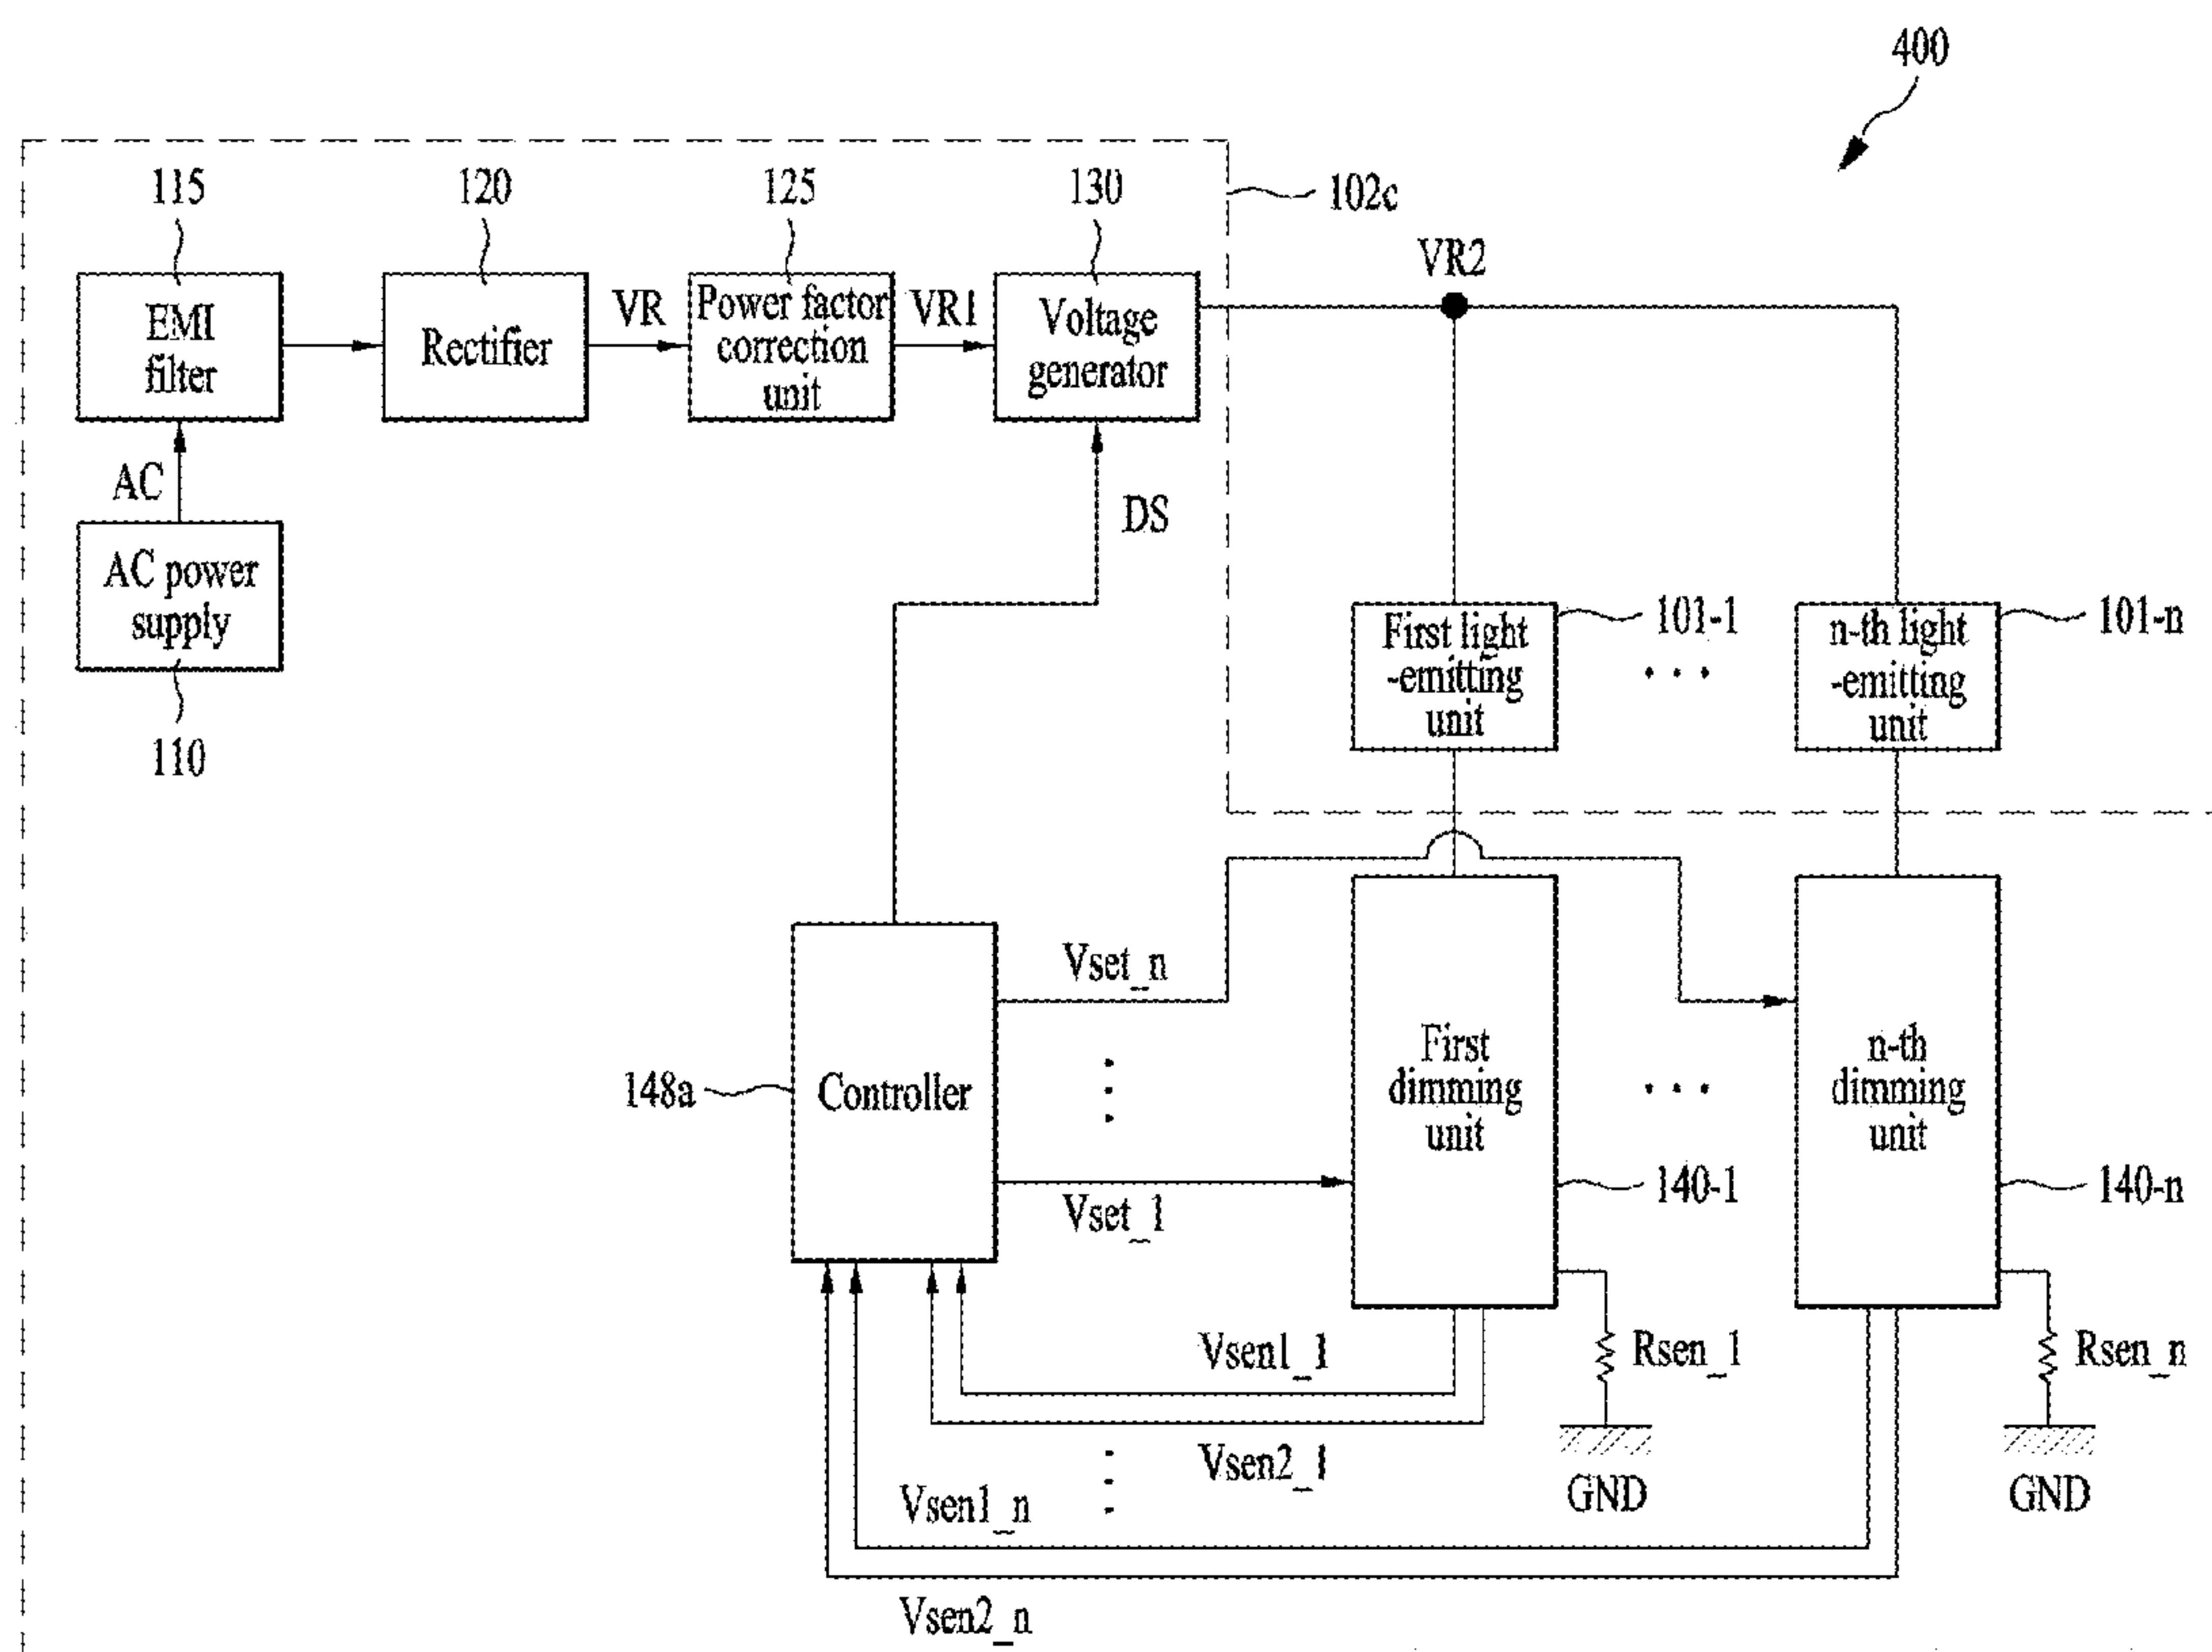 400
115
120
125
130
102c
VR2
EMI
filter
Rectifier
VR
Power factor
correction
unit
VR1
Voltage
generator
AC
DS
AC power
supply
110
First light
-emitting
unit
101-1
. . .
n-th light
-emitting
unit
101-n
Vset_n
148a
Controller
First
dimming
unit
. . .
n-th
dimming
unit
Vset_1
140-1
140-n
Vsen1_1
Rsen_1
Rsen_n
Vsen2_1
GND
GND
Vsen1_n
Vsen2_n